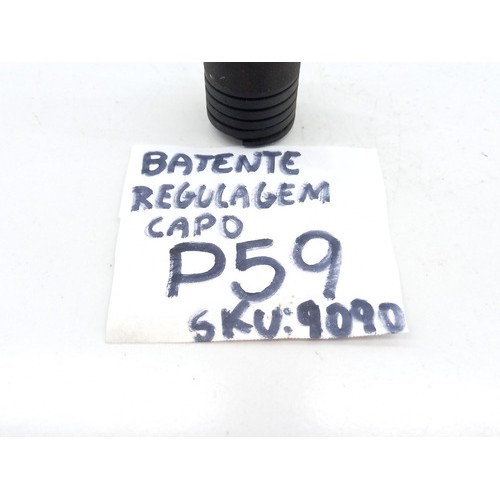 BATENTE
REGULAGEM
CAPO
P59
SKU:9090